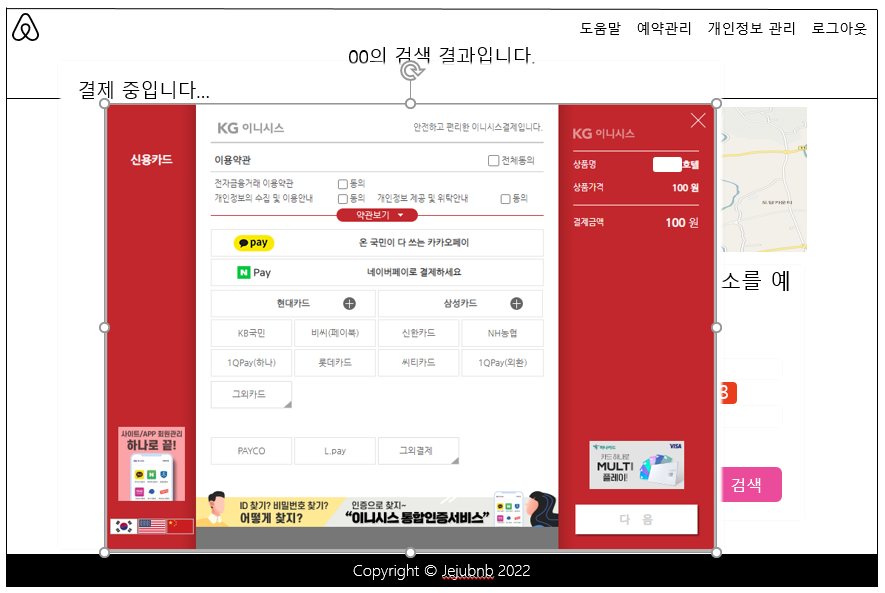 도움말 예약관리 개인정보 관리 로그아웃
00의 검색 결과입니다.
결제 중입니다...
신용카드
KG 이니시스
안전하고 편리한 이니시스결제입니다.
이용약관
전체동의
전자금융거래 이용약관 동의
개인정보의 수집 및 이용안내 동의 개인정보 제공 및 위탁안내 동의
약관보기
pay 온 국민이 다 쓰는 카카오페이
N Pay 네이버페이로 결제하세요
현대카드 삼성카드
KB국민 비씨(페이북) 신한카드 NH농협
1QPay(하나) 롯데카드 씨티카드 1QPay(외환)
그외카드
PAYCO L.pay 그외결제
사이트/APP 회원관리
하나로 끝!
ID 찾기? 비밀번호 찾기?
어떻게 찾지?
인증으로 찾자~
“이니시스 통합인증서비스”
KG 이니시스
상품명 호텔
상품가격 100 원
결제금액 100 원
VISA
카드 하나로
MULTI
플레이!
다 음
소를 예
3
검색
Copyright © Jejubnb 2022